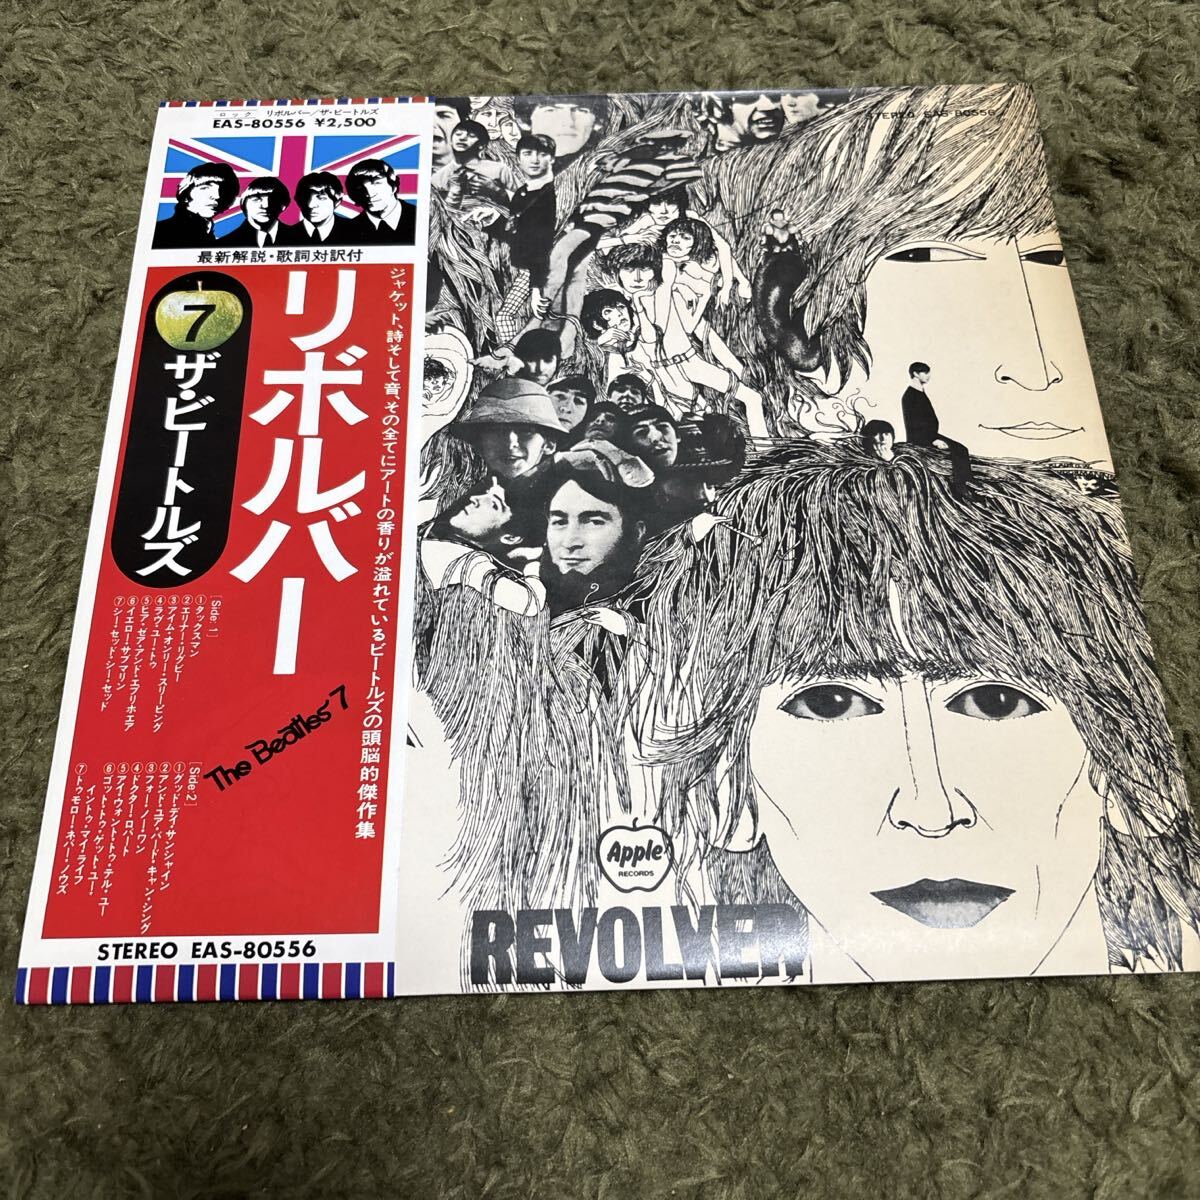 ロック リボルバー/ザ・ビートルズ
EAS-80556 ¥2,500
最新解説・歌詞対訳付
7
ザ・ビートルズ
リボルバー
ジャケット、詩そして音、その全てにアートの香りが溢れているビートルズの頭脳的傑作集
The Beatles'7
[Side: 1]
①タックスマン
②エリナー・リグビー
③アイム・オンリー・スリーピング
④ラヴ・ユー・トゥ
⑤ヒア・ゼア・アンド・エブリホエア
⑥イエロー・サブマリン
⑦シー・セッド・シー・セッド
[Side: 2]
①グッド・デイ・サンシャイン
②アンド・ユア・バード・キャン・シング
③フォー・ノー・ワン
④ドクター・ロバート
⑤アイ・ウォント・トゥ・テル・ユー
⑥ゴット・トゥ・ゲット・ユー・
イントゥ・マイ・ライフ
⑦トゥモロー・ネバー・ノウズ
STEREO EAS-80556
STEREO EAS-80556
Apple
RECORDS
REVOLVER